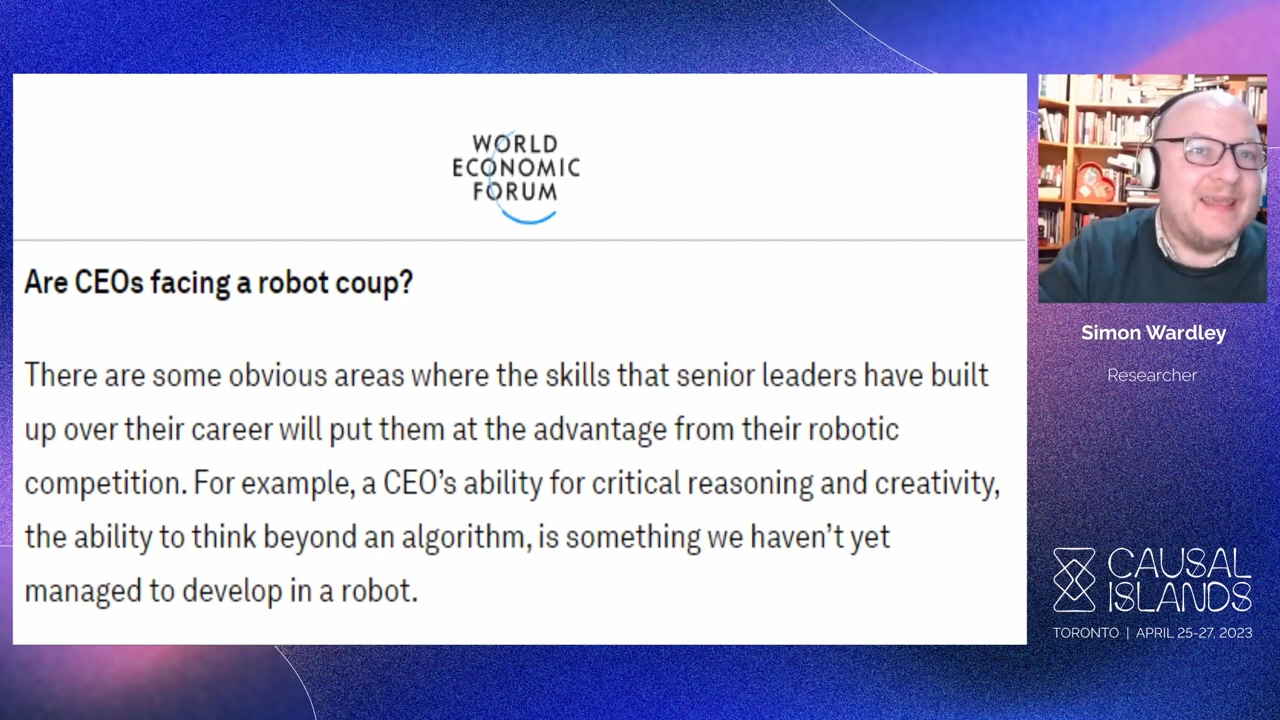 WORLD
ECONOMIC
FORUM
Are CEOs facing a robot coup?
There are some obvious areas where the skills that senior leaders have built
up over their career will put them at the advantage from their robotic
competition. For example, a CEO's ability for critical reasoning and creativity,
the ability to think beyond an algorithm, is something we haven't yet
managed to develop in a robot.
Simon Wardley
Researcher
CAUSAL
ISLANDS
TORONTO | APRIL 25-27, 2023